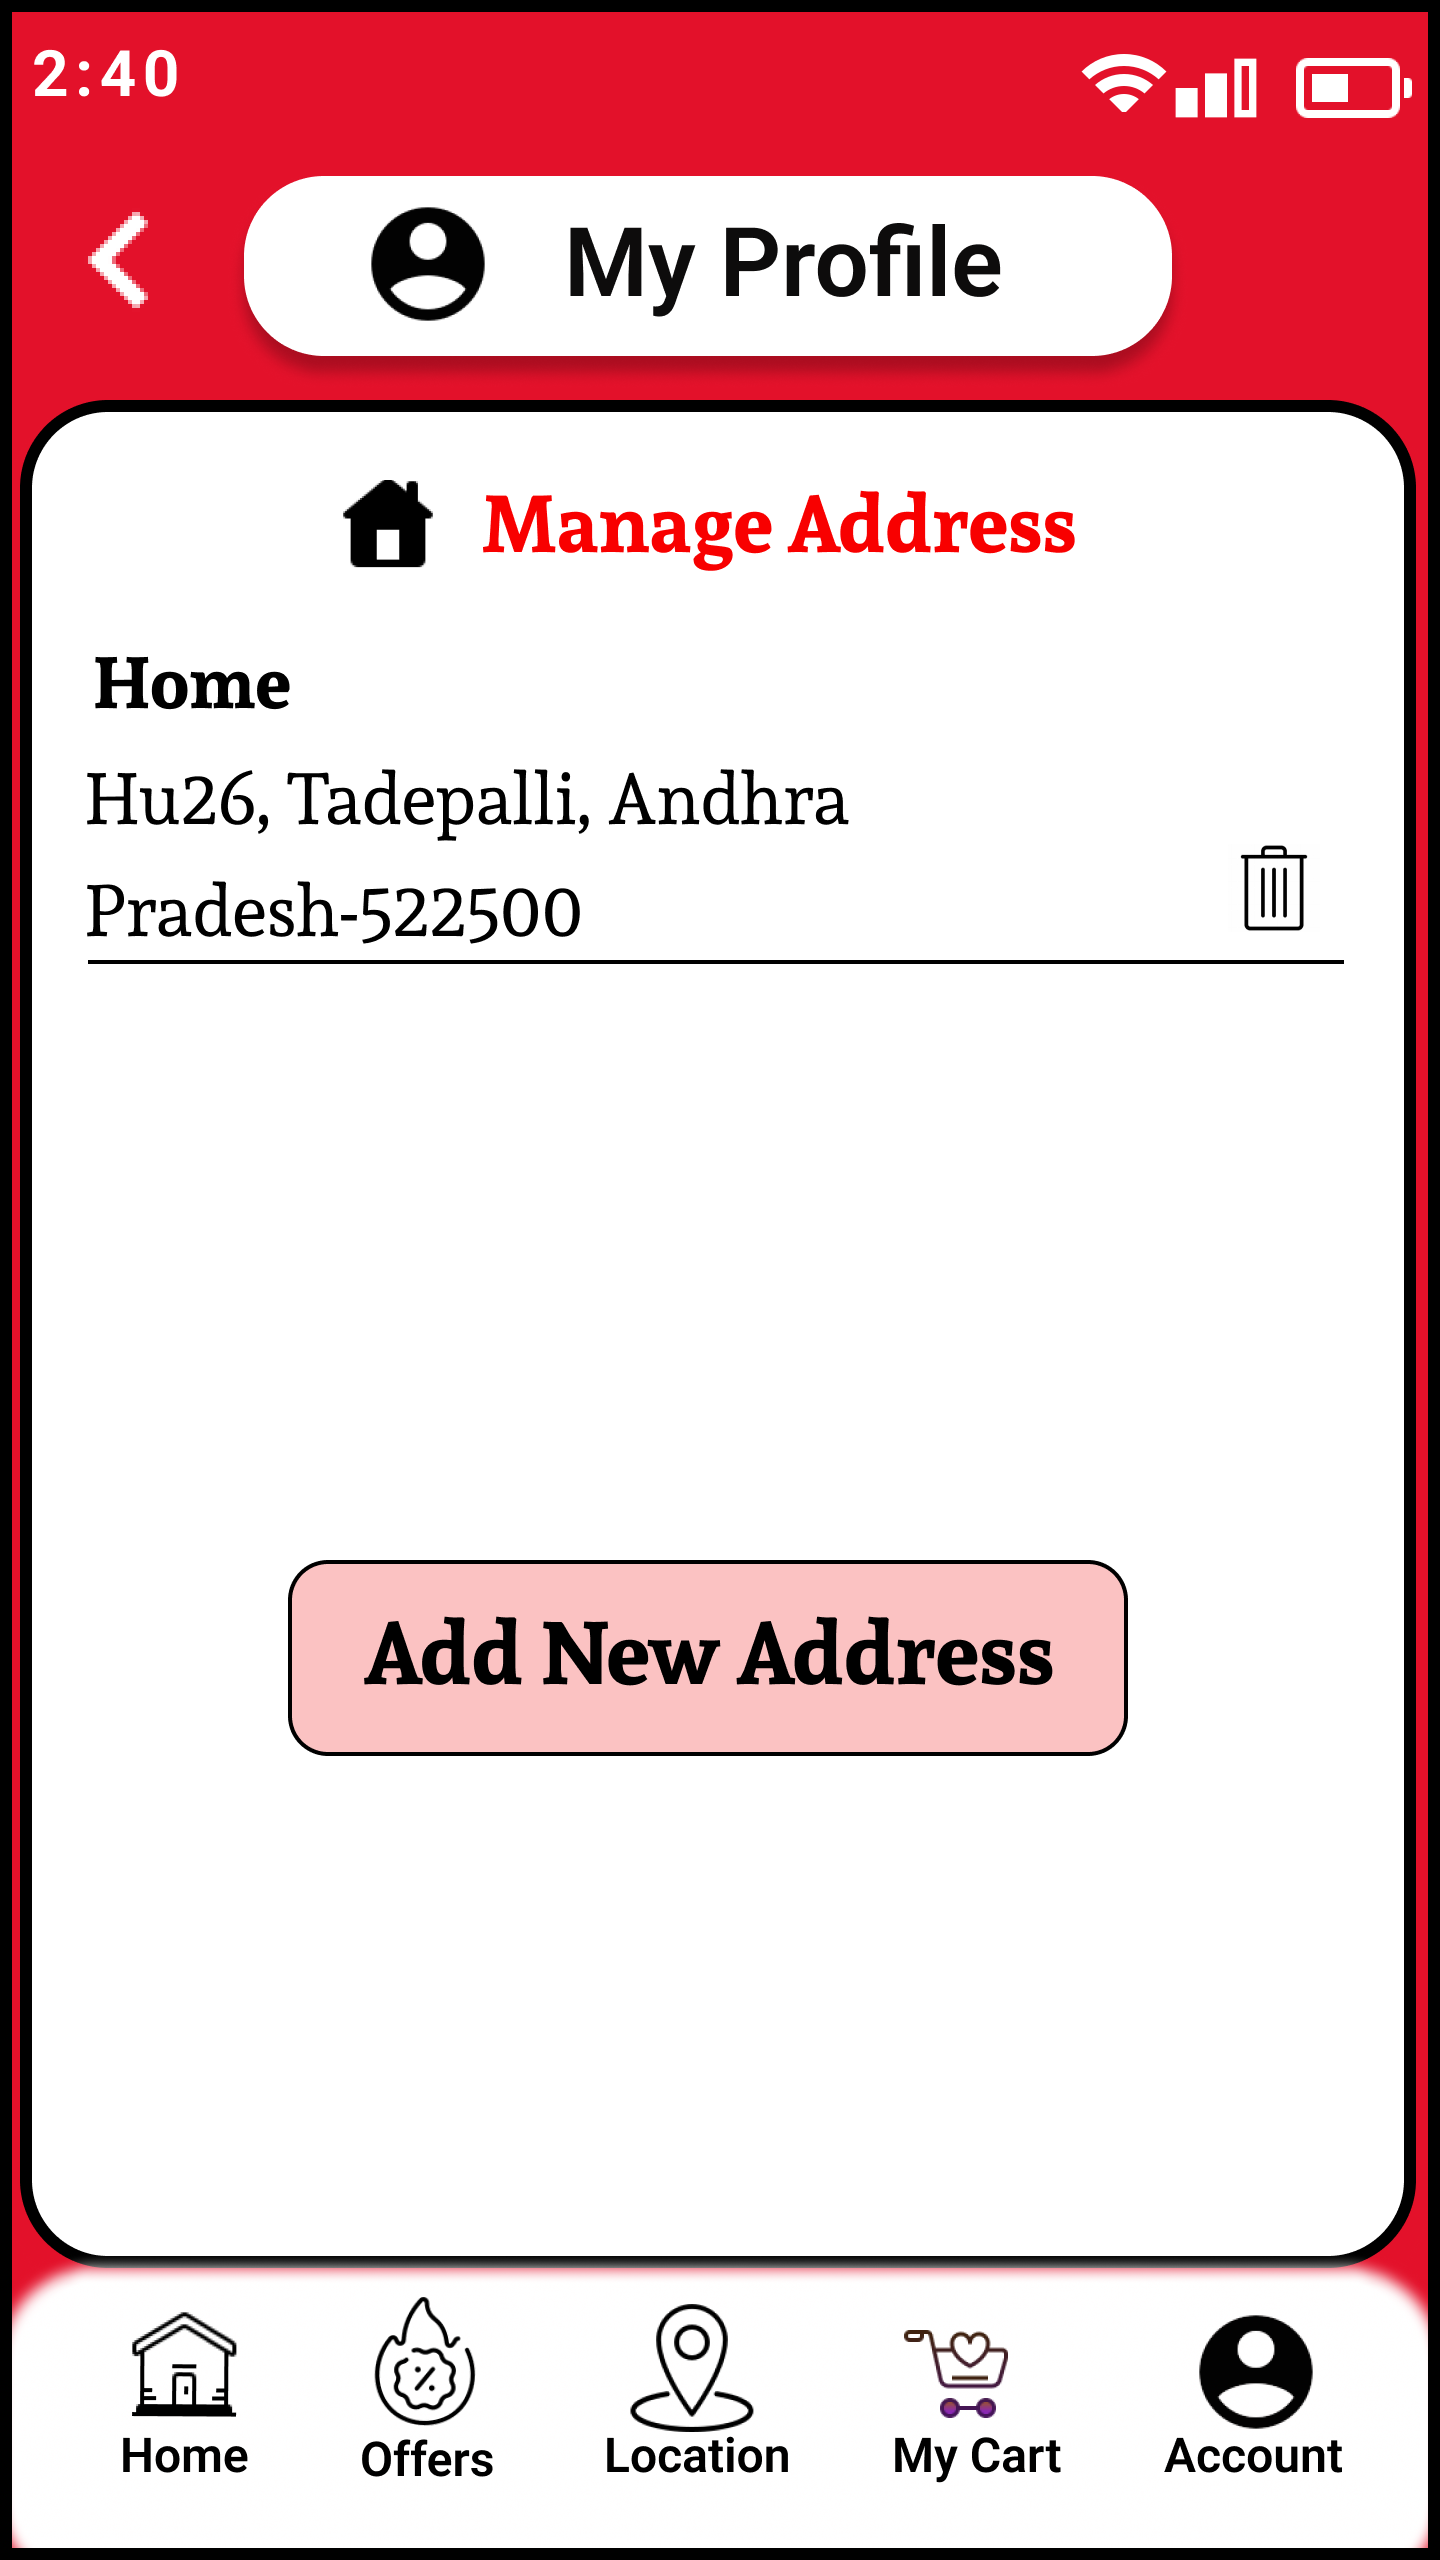 2:40
My Profile
Manage Address
Home
Hu26, Tadepalli, Andhra
Pradesh-522500
Add New Address
Home
Offers
Location
My Cart
Account